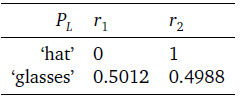 P_L r_1 r_2
‘hat’ 0 1
‘glasses’ 0.5012 0.4988